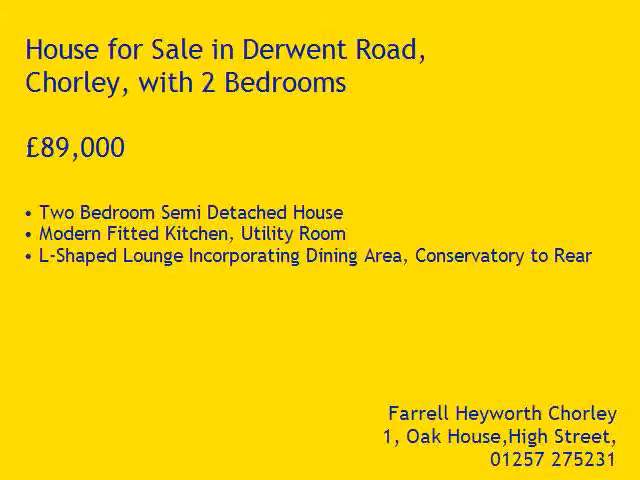 House for Sale in Derwent Road,
Chorley, with 2 Bedrooms
£89,000
• Two Bedroom Semi Detached House
• Modern Fitted Kitchen, Utility Room
• L-Shaped Lounge Incorporating Dining Area, Conservatory to Rear
Farrell Heyworth Chorley
1, Oak House,High Street,
01257 275231